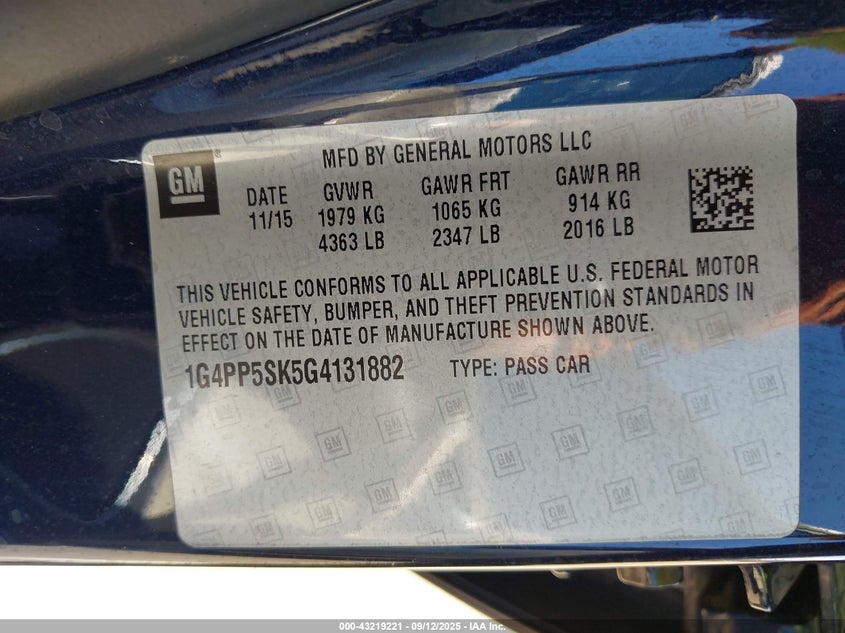 GM
MFD BY GENERAL MOTORS LLC
DATE GVWR GAWR FRT GAWR RR
11/15 1979 KG 1065 KG 914 KG
4363 LB 2347 LB 2016 LB
THIS VEHICLE CONFORMS TO ALL APPLICABLE U.S. FEDERAL MOTOR
VEHICLE SAFETY, BUMPER, AND THEFT PREVENTION STANDARDS IN
EFFECT ON THE DATE OF MANUFACTURE SHOWN ABOVE.
1G4PP5SK5G4131882 TYPE: PASS CAR
000-43219221 - 09/12/2025 - IAA Inc.